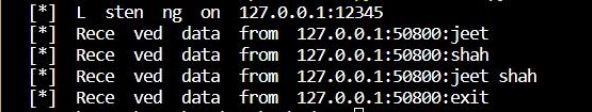 [*] L sten ng on 127.0.0.1:12345
[*] Rece ved data from 127.0.0.1:50800:jeet
[*] Rece ved data from 127.0.0.1:50800:shah
[*] Rece ved data from 127.0.0.1:50800:jeet shah
[*] Rece ved data from 127.0.0.1:50800:exit